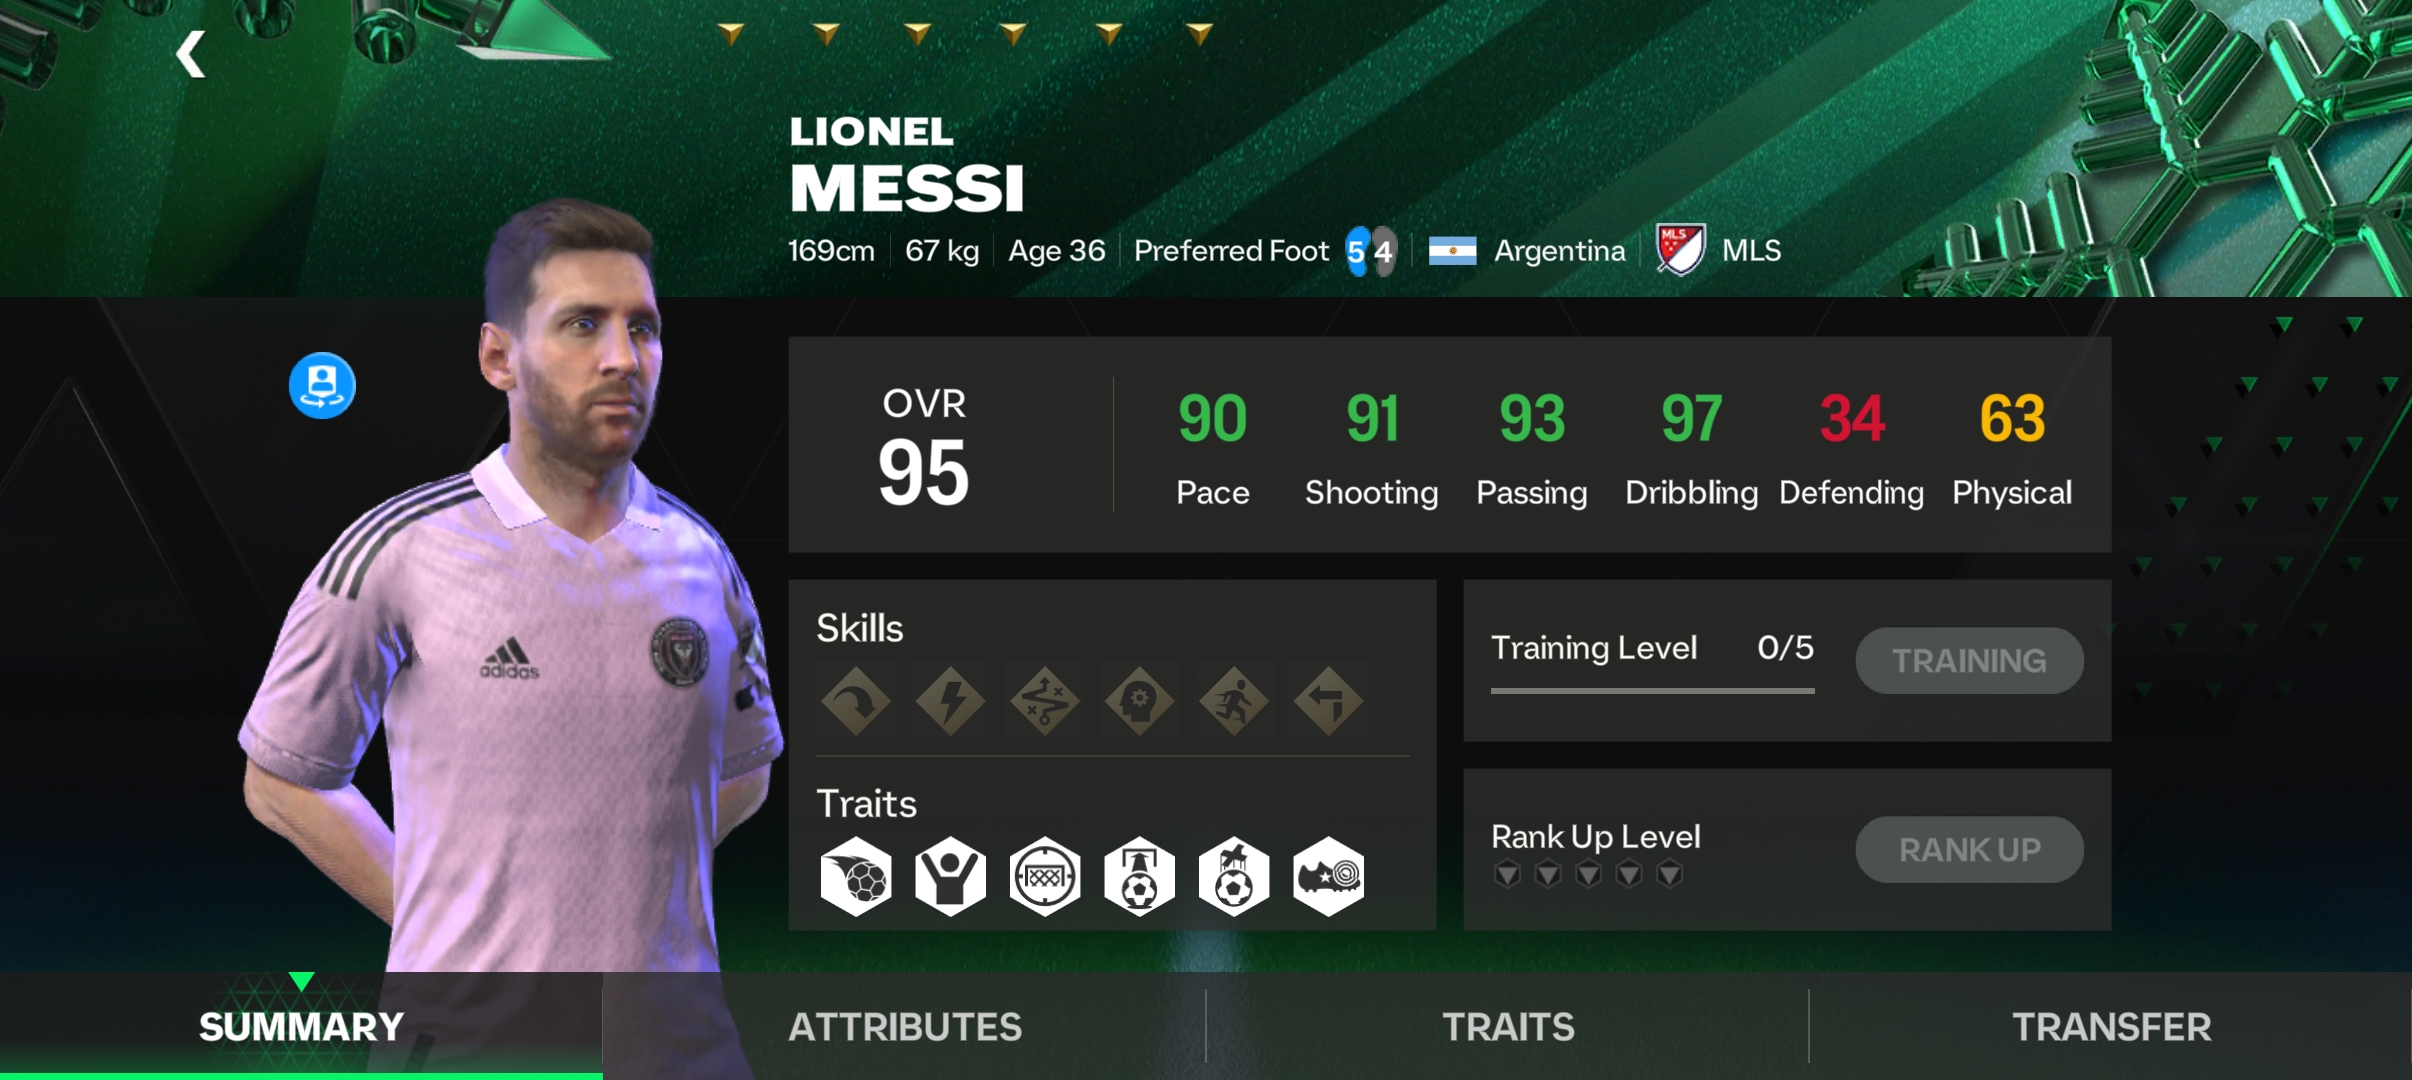 LIONEL
MESSI
169cm 67 kg Age 36 Preferred Foot 5 4 Argentina MLS MLS
OVR
95
90 91 93 97 34 63
Pace Shooting Passing Dribbling Defending Physical
Skills
Training Level 0/5 TRAINING
adidas
Traits
Rank Up Level RANK UP
SUMMARY ATTRIBUTES TRAITS TRANSFER